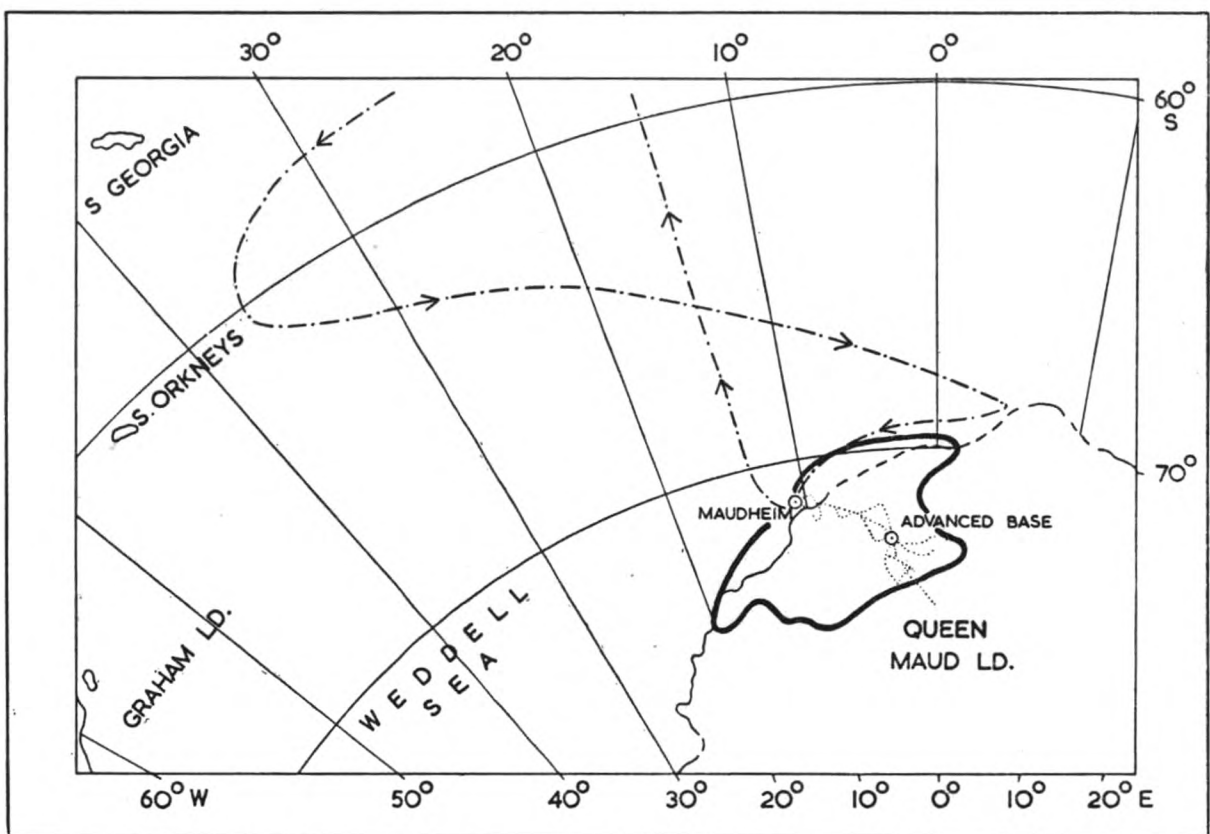 30° 20° 10° 0°
60°
S
S GEORGIA
S. ORKNEYS
70°
MAUDHEIM
ADVANCED BASE
WEDDELL
SEA
QUEEN
MAUD LD.
GRAHAM LD.
60°W 50° 40° 30° 20° 10° 0° 10° 20°E